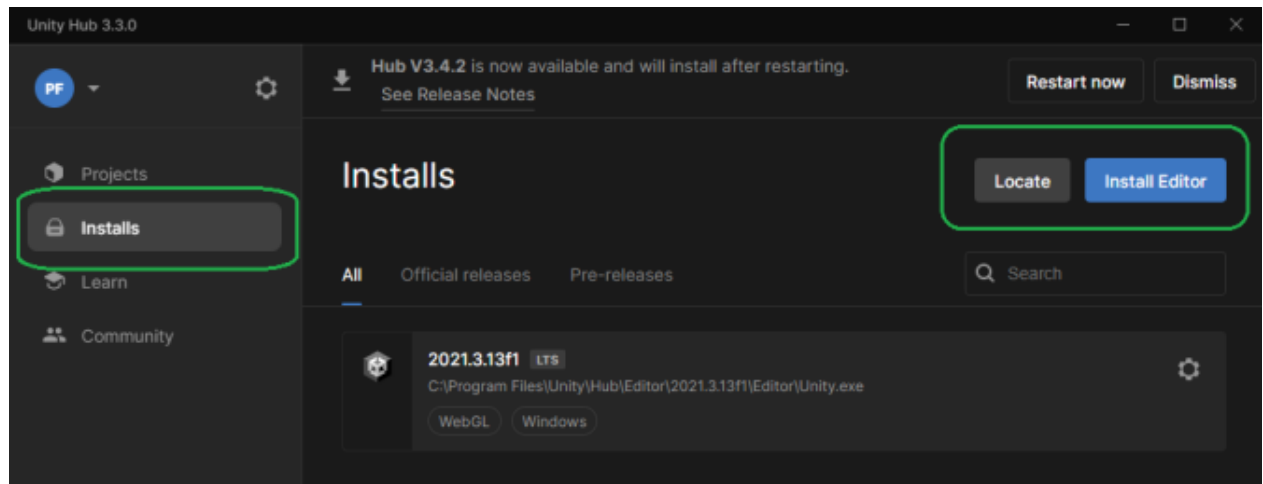 Unity Hub 3.3.0
PF
Hub V3.4.2 is now available and will install after restarting.
See Release Notes
Restart now
Dismiss
Projects
Installs
Learn
Community
Installs
Locate
Install Editor
All
Official releases
Pre-releases
Search
2021.3.13f1 LTS
C:\Program Files\Unity\Hub\Editor\2021.3.13f1\Editor\Unity.exe
WebGL
Windows